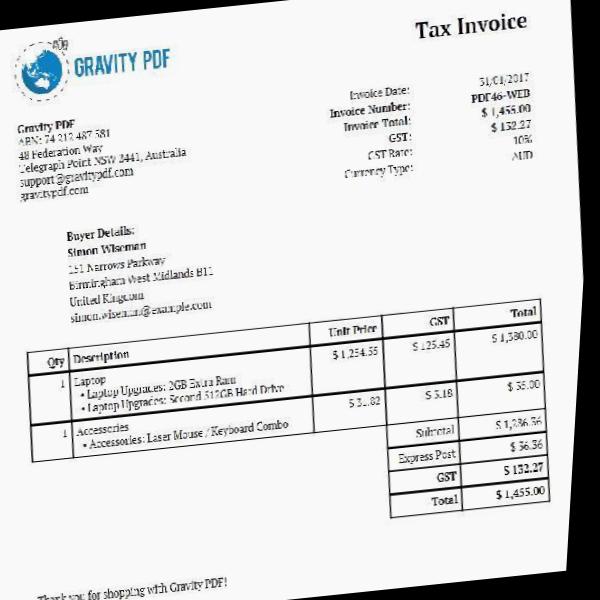 GRAVITY PDF
Tax Invoice
Gravity PDF
ABN: 74 212 487 581
48 Federation Way
Telegraph Point NSW 2441, Australia
support@gravitypdf.com
gravitypdf.com
Invoice Date: 31/01/2017
Invoice Number: PDF46-WEB
Invoice Total: $ 1,455.00
GST: $ 132.27
GST Rate: 10%
Currency Type: AUD
Buyer Details:
Simon Wiseman
Narrows Parkway
Birmingham West Midlands B11
United Kingdom
simon.wiseman@example.com
Qty Description Unit Price GST Total
1 Laptop $ 1,254.55 $ 125.45 $ 1,380.00
• Laptop Upgrades: 2GB Extra Ram
• Laptop Upgrades: Second 512GB Hard Drive
1 Accessories $ 31.82 $ 3.18 $ 35.00
• Accessories: Laser Mouse / Keyboard Combo
Subtotal $ 1,286.36
Express Post $ 36.36
GST $ 132.27
Total $ 1,455.00
Thank you for shopping with Gravity PDF!